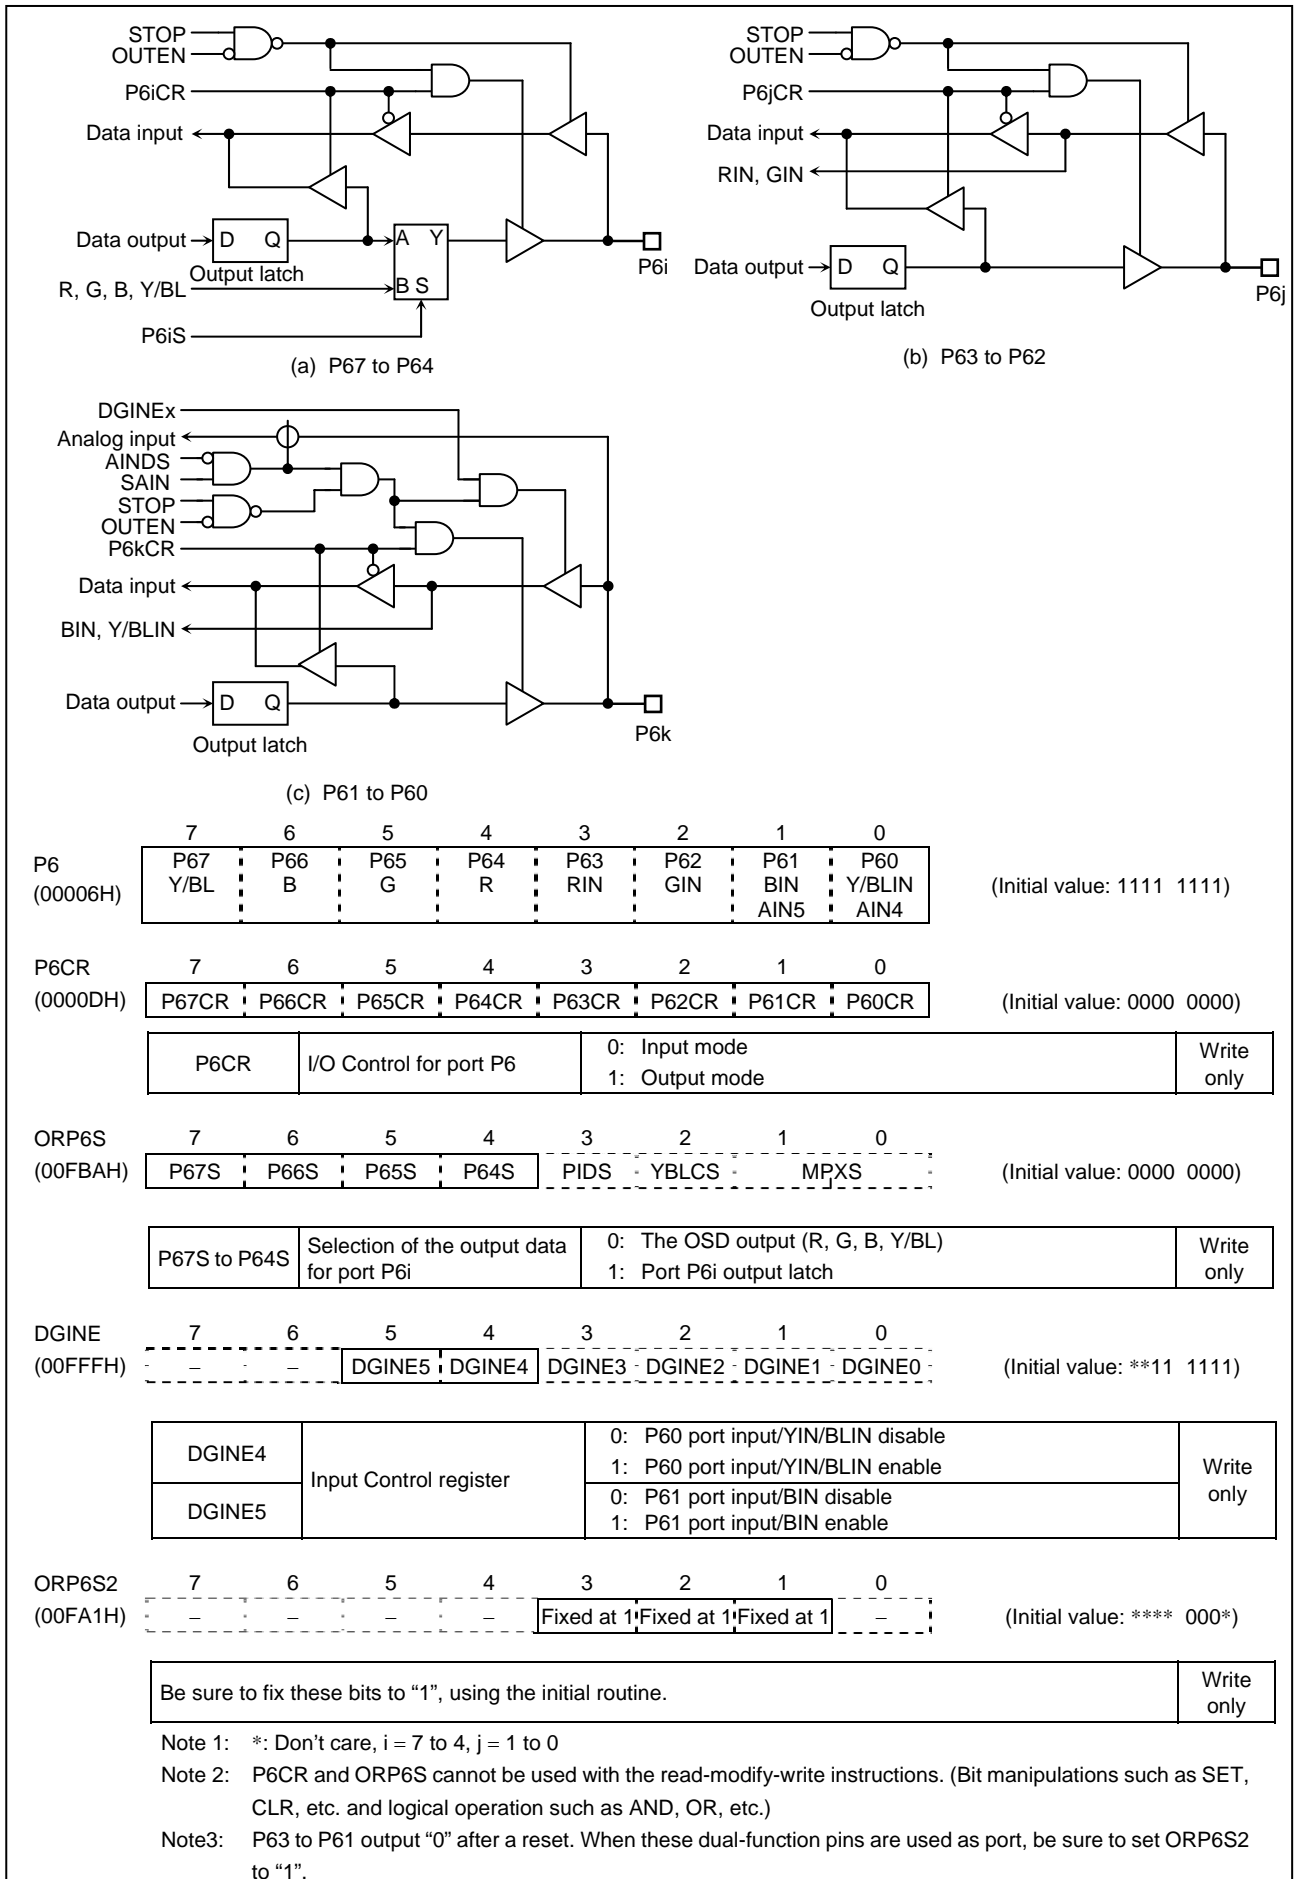 STOP
OUTEN
P6iCR
Data input
Data output
D Q
Output latch
R, G, B, Y/BL
P6iS
A Y
B S
P6i
(a) P67 to P64
STOP
OUTEN
P6jCR
Data input
RIN, GIN
Data output
D Q
Output latch
P6j
(b) P63 to P62
DGINEx
Analog input
AINDS
SAIN
STOP
OUTEN
P6kCR
Data input
BIN, Y/BLIN
Data output
D Q
Output latch
P6k
(c) P61 to P60
7 6 5 4 3 2 1 0
P6
(00006H)
P67 P66 P65 P64 P63 P62 P61 P60
Y/BL B G R RIN GIN BIN Y/BLIN
AIN5 AIN4
(Initial value: 1111 1111)
P6CR 7 6 5 4 3 2 1 0
(0000DH) P67CR P66CR P65CR P64CR P63CR P62CR P61CR P60CR (Initial value: 0000 0000)
P6CR I/O Control for port P6
0: Input mode
1: Output mode
Write
only
ORP6S 7 6 5 4 3 2 1 0
(00FBAH) P67S P66S P65S P64S PIDS YBLCS MPXS (Initial value: 0000 0000)
P67S to P64S
Selection of the output data
for port P6i
0: The OSD output (R, G, B, Y/BL)
1: Port P6i output latch
Write
only
DGINE 7 6 5 4 3 2 1 0
(00FFFH) – – DGINE5 DGINE4 DGINE3 DGINE2 DGINE1 DGINE0 (Initial value: **11 1111)
DGINE4
DGINE5
Input Control register
0: P60 port input/YIN/BLIN disable
1: P60 port input/YIN/BLIN enable
0: P61 port input/BIN disable
1: P61 port input/BIN enable
Write
only
ORP6S2 7 6 5 4 3 2 1 0
(00FA1H) – – – – Fixed at 1 Fixed at 1 Fixed at 1 – (Initial value: **** 000*)
Be sure to fix these bits to “1”, using the initial routine.
Write
only
Note 1: *: Don’t care, i = 7 to 4, j = 1 to 0
Note 2: P6CR and ORP6S cannot be used with the read-modify-write instructions. (Bit manipulations such as SET,
CLR, etc. and logical operation such as AND, OR, etc.)
Note3: P63 to P61 output “0” after a reset. When these dual-function pins are used as port, be sure to set ORP6S2
to “1”.